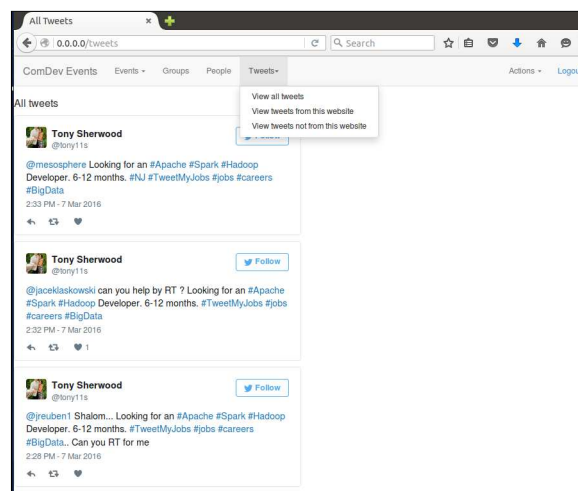 All Tweets
0.0.0.0/tweets
Search
ComDev Events
Events
Groups
People
Tweets
Actions
Logou
View all tweets
View tweets from this website
View tweets not from this website
All tweets
Tony Sherwood
@tony11s
Follow
@mesosphere Looking for an #Apache #Spark #Hadoop
Developer. 6-12 months. #NJ #TweetMyJobs #jobs #careers
#BigData
2:33 PM - 7 Mar 2016
Tony Sherwood
@tony11s
Follow
@jaceklaskowski can you help by RT ? Looking for an #Apache
#Spark #Hadoop Developer. 6-12 months. #TweetMyJobs #jobs
#careers #BigData
2:32 PM - 7 Mar 2016
1
Tony Sherwood
@tony11s
Follow
@jreuben1 Shalom... Looking for an #Apache #Spark #Hadoop
Developer. 6-12 months. #TweetMyJobs #jobs #careers
#BigData.. Can you RT for me
2:28 PM - 7 Mar 2016